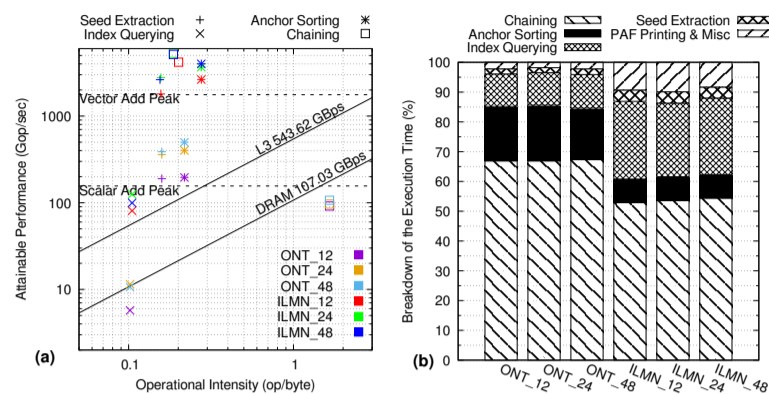 Seed Extraction
Index Querying
Anchor Sorting
Chaining
Attainable Performance (Gop/sec)
1000
100
10
Vector Add Peak
Scalar Add Peak
L3 543.62 GBps
DRAM 107.03 GBps
ONT_12
ONT_24
ONT_48
ILMN_12
ILMN_24
ILMN_48
(a)
0.1
1
Operational Intensity (op/byte)
Chaining
Anchor Sorting
Index Querying
Seed Extraction
PAF Printing & Misc
Breakdown of the Execution Time (%)
100
90
80
70
60
50
40
30
20
10
0
(b)
ONT_12
ONT_24
ONT_48
ILMN_12
ILMN_24
ILMN_48